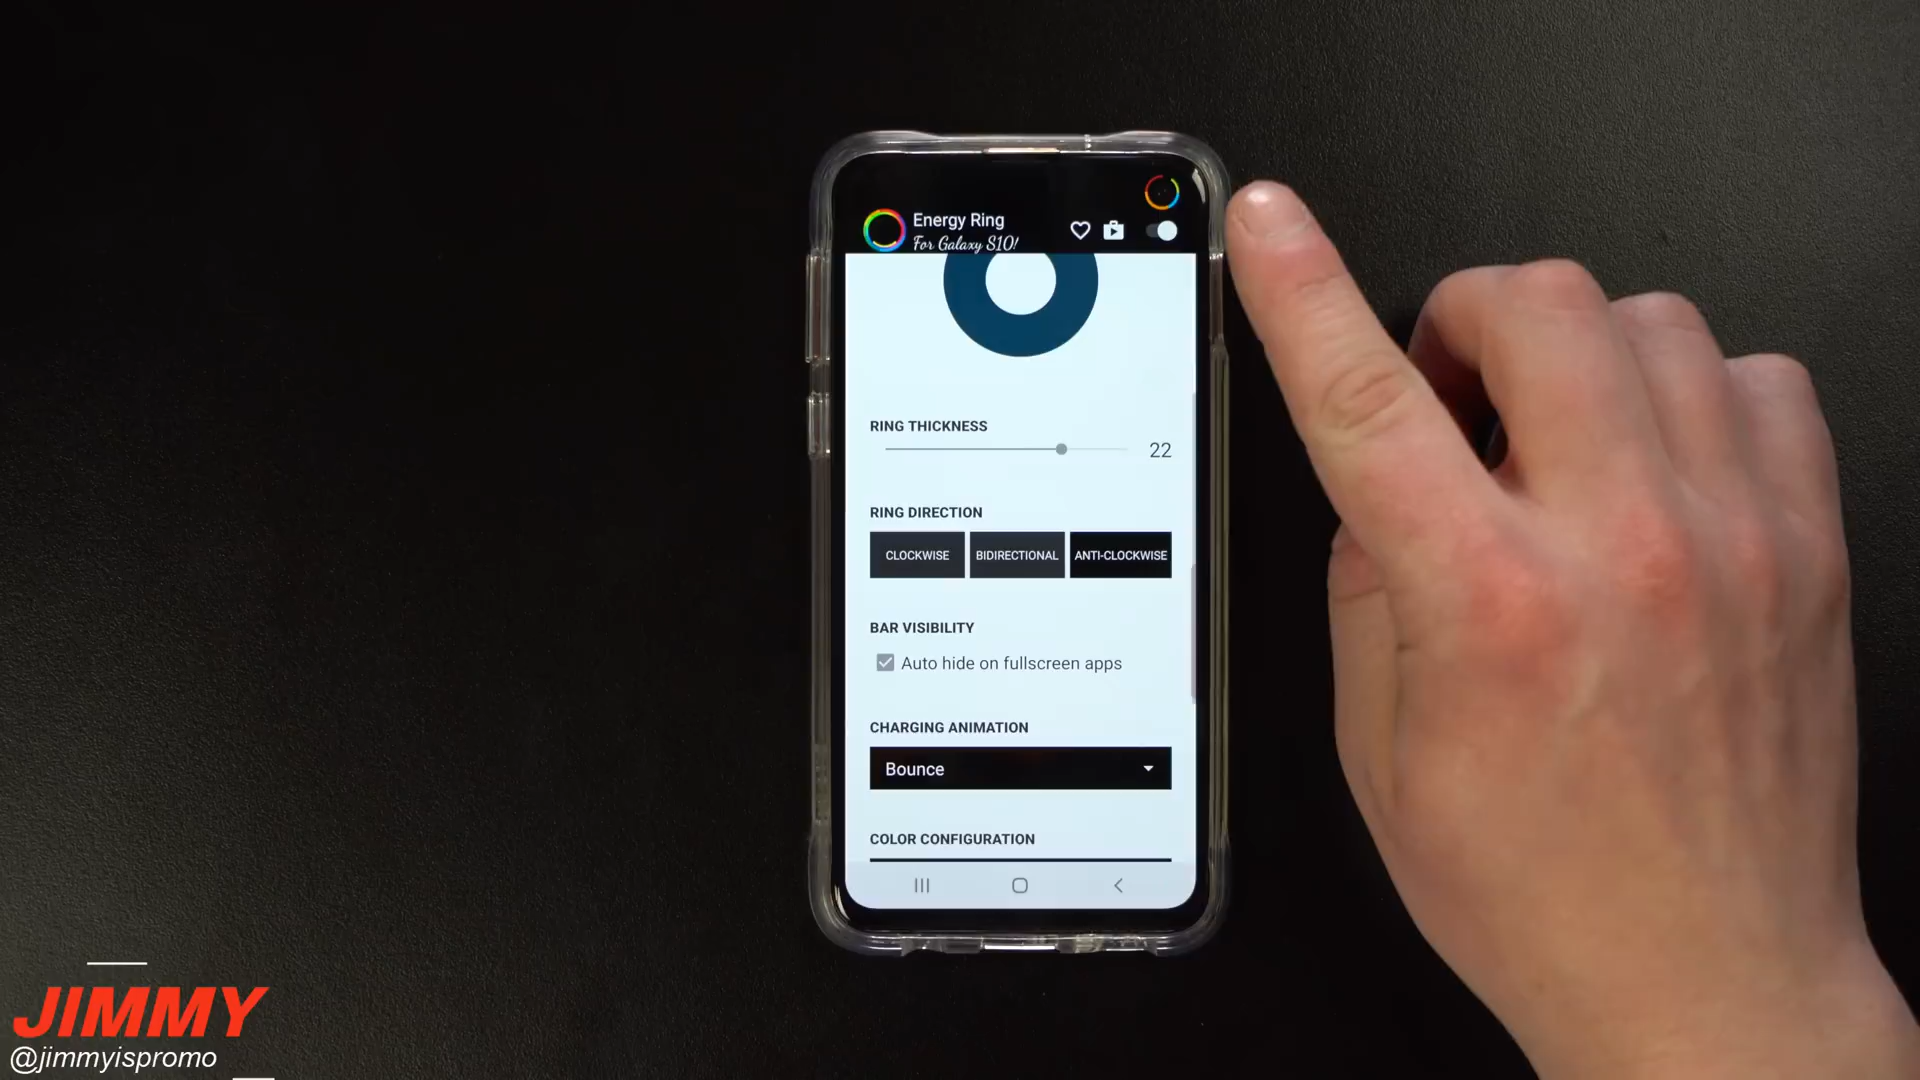 Energy Ring
For Galaxy S10!
RING THICKNESS
22
RING DIRECTION
CLOCKWISE
BIDIRECTIONAL
ANTI-CLOCKWISE
BAR VISIBILITY
Auto hide on fullscreen apps
CHARGING ANIMATION
Bounce
COLOR CONFIGURATION
JIMMY
@jimmyispromo